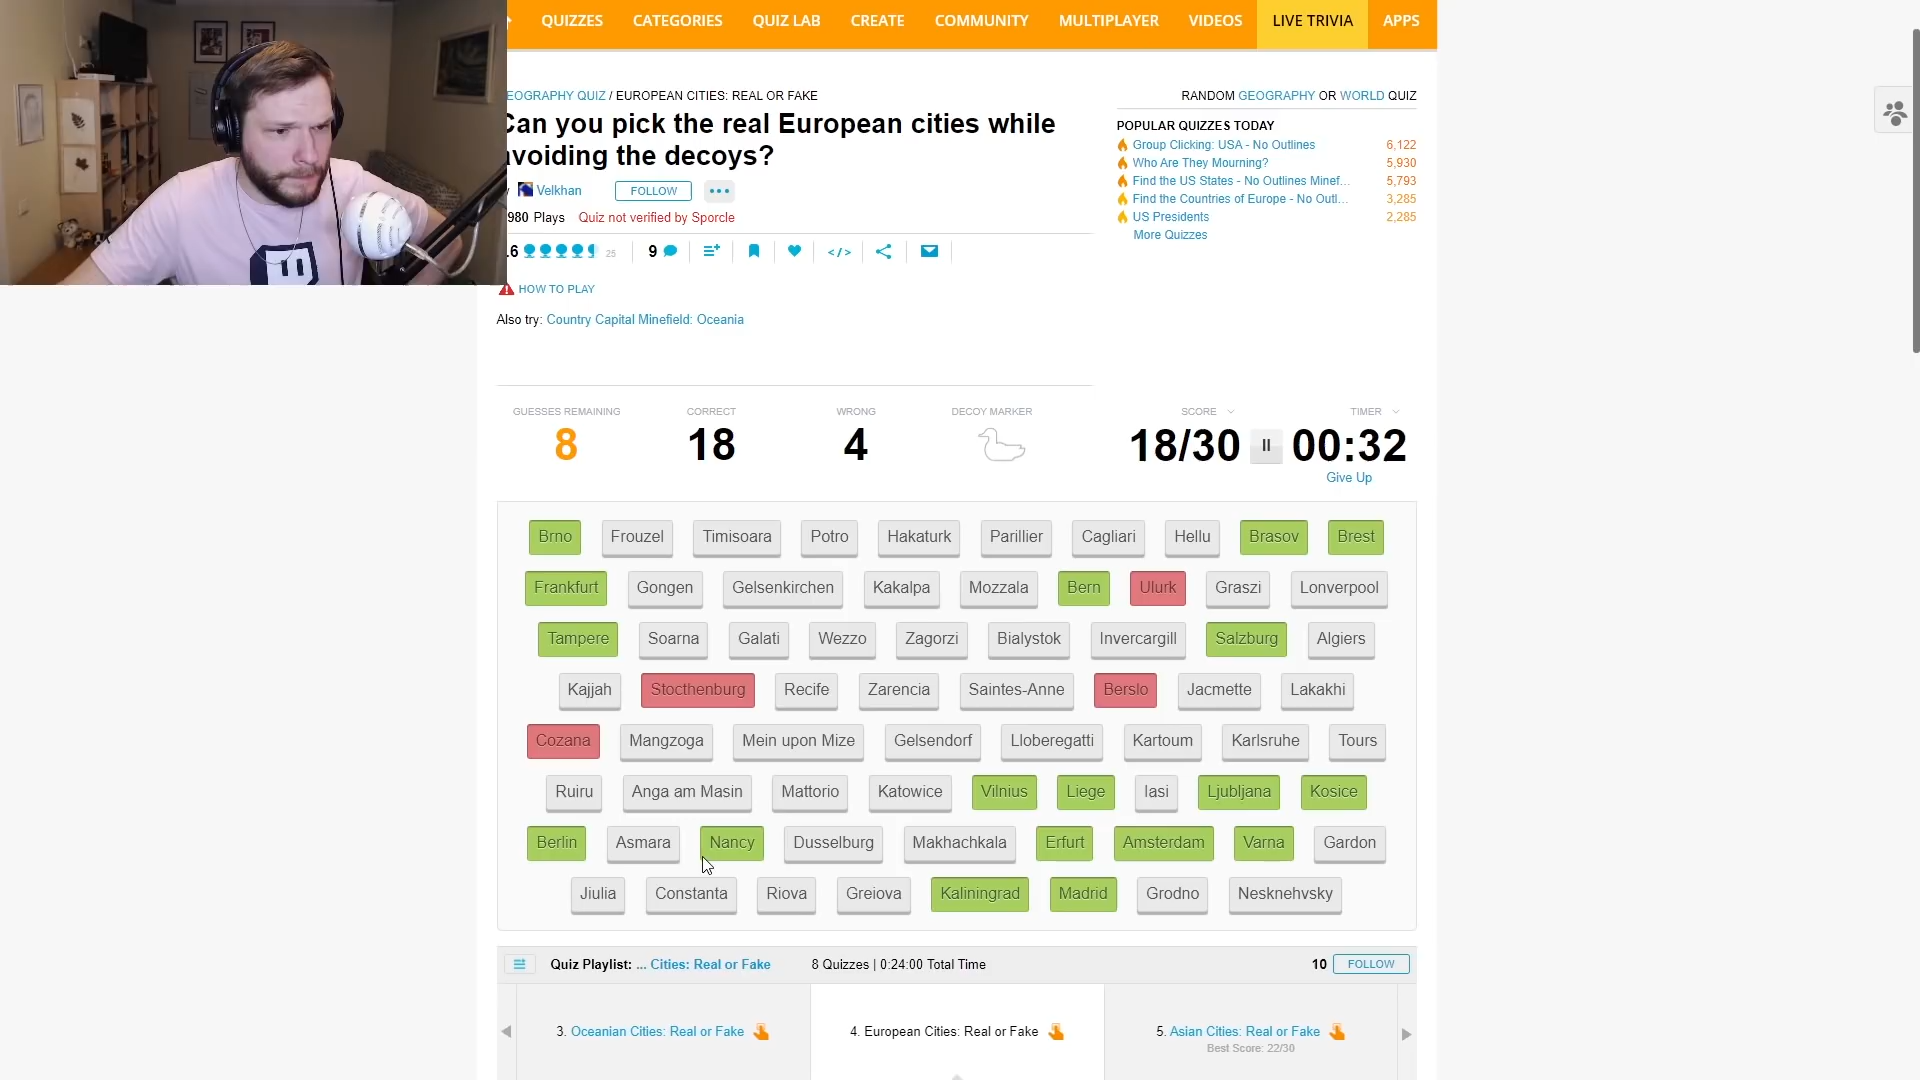 QUIZZES CATEGORIES QUIZ LAB CREATE COMMUNITY MULTIPLAYER VIDEOS LIVE TRIVIA APPS
EOGRAPHY QUIZ / EUROPEAN CITIES: REAL OR FAKE
Can you pick the real European cities while
avoiding the decoys?
Velkhan FOLLOW
980 Plays Quiz not verified by Sporcle
.6 25 9 </>
HOW TO PLAY
Also try: Country Capital Minefield: Oceania
RANDOM GEOGRAPHY OR WORLD QUIZ
POPULAR QUIZZES TODAY
Group Clicking: USA - No Outlines 6,122
Who Are They Mourning? 5,930
Find the US States - No Outlines Minef... 5,793
Find the Countries of Europe - No Outl... 3,285
US Presidents 2,285
More Quizzes
GUESSES REMAINING CORRECT WRONG DECOY MARKER SCORE TIMER
8 18 4 18/30 00:32
Give Up
Brno Frouzel Timisoara Potro Hakaturk Parillier Cagliari Hellu Brasov Brest
Frankfurt Gongen Gelsenkirchen Kakalpa Mozzala Bern Ulurk Graszi Lonverpool
Tampere Soarna Galati Wezzo Zagorzi Bialystok Invercargill Salzburg Algiers
Kajjah Stocthenburg Recife Zarencia Saintes-Anne Berslo Jacmette Lakakhi
Cozana Mangzoga Mein upon Mize Gelsendorf Lloberegatti Kartoum Karlsruhe Tours
Ruiru Anga am Masin Mattorio Katowice Vilnius Liege Iasi Ljubljana Kosice
Berlin Asmara Nancy Dusselburg Makhachkala Erfurt Amsterdam Varna Gardon
Jiulia Constanta Riova Greiova Kaliningrad Madrid Grodno Nesknehvsky
Quiz Playlist: ... Cities: Real or Fake 8 Quizzes | 0:24:00 Total Time 10 FOLLOW
3. Oceanian Cities: Real or Fake 4. European Cities: Real or Fake 5. Asian Cities: Real or Fake
Best Score: 22/30